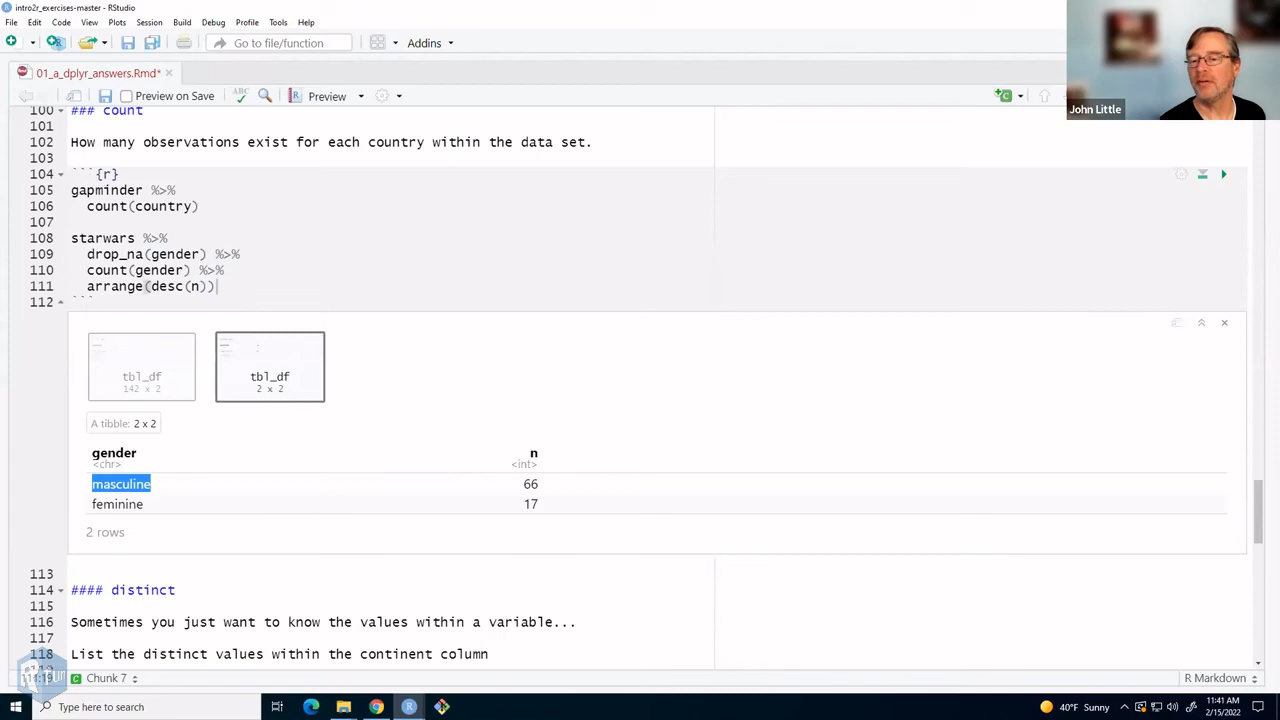 intro2r_exercises-master - RStudio
File Edit Code View Plots Session Build Debug Profile Tools Help
Go to file/function
Addins
01_a_dplyr_answers.Rmd*
Preview on Save
ABC
Preview
John Little
100 ### count
101
102 How many observations exist for each country within the data set.
103
104 ```{r}
105 gapminder %>%
106 count(country)
107
108 starwars %>%
109 drop_na(gender) %>%
110 count(gender) %>%
111 arrange(desc(n))
112 ```
tbl_df
142 x 2
tbl_df
2 x 2
A tibble: 2 x 2
gender n
<chr> <int>
masculine 66
feminine 17
2 rows
113
114 #### distinct
115
116 Sometimes you just want to know the values within a variable...
117
118 List the distinct values within the continent column
111:19 Chunk 7 R Markdown
Type here to search
40°F Sunny
11:41 AM
2/15/2022